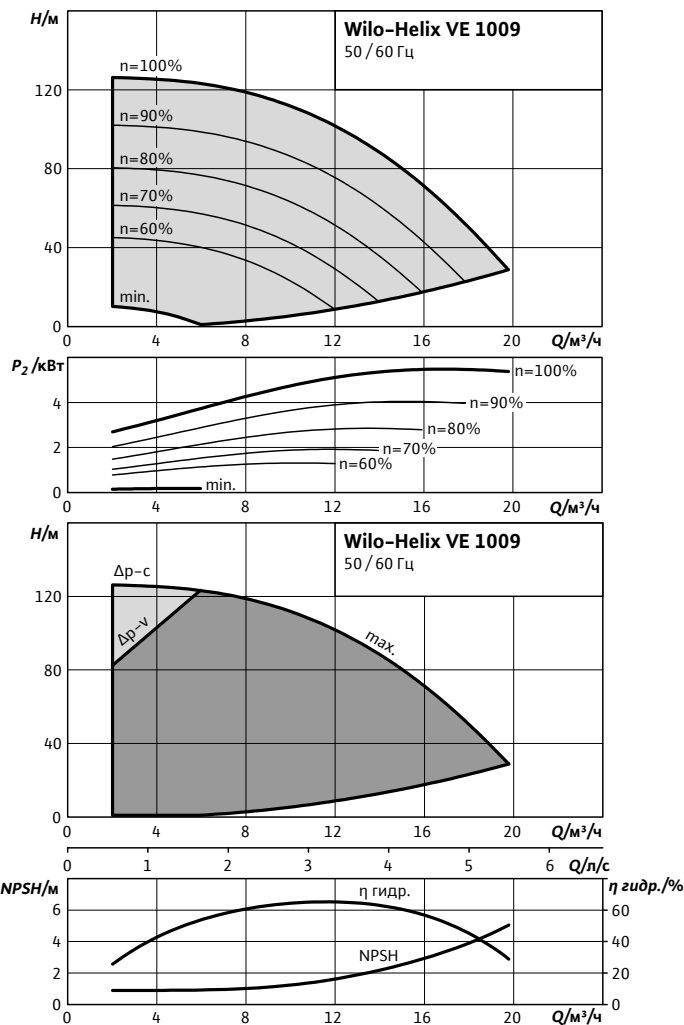 H/м
Wilo-Helix VE 1009
50 / 60 Гц
n=100%
120
n=90%
80
n=80%
n=70%
40
n=60%
min.
0
0 4 8 12 16 20 Q/м³/ч
P₂ /кВт
n=100%
4
n=90%
n=80%
2
n=70%
n=60%
min.
0
0 4 8 12 16 20 Q/м³/ч
H/м
Wilo-Helix VE 1009
50 / 60 Гц
Δp-c
120
Δp-v
max.
80
40
0
0 4 8 12 16 20 Q/м³/ч
0 1 2 3 4 5 6 Q/л/с
NPSH/м
η гидр./%
η гидр.
6 60
4 40
NPSH
2 20
0 0
0 4 8 12 16 20 Q/м³/ч